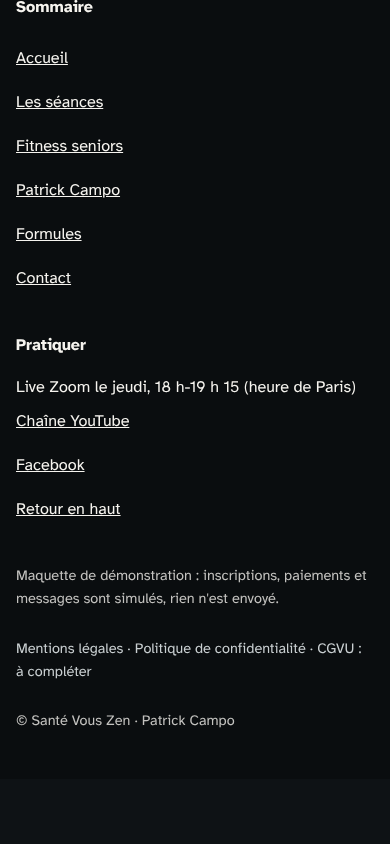 Sommaire
Accueil
Les séances
Fitness seniors
Patrick Campo
Formules
Contact
Pratiquer
Live Zoom le jeudi, 18 h-19 h 15 (heure de Paris)
Chaîne YouTube
Facebook
Retour en haut
Maquette de démonstration : inscriptions, paiements et
messages sont simulés, rien n'est envoyé.
Mentions légales · Politique de confidentialité · CGVU :
à compléter
© Santé Vous Zen · Patrick Campo